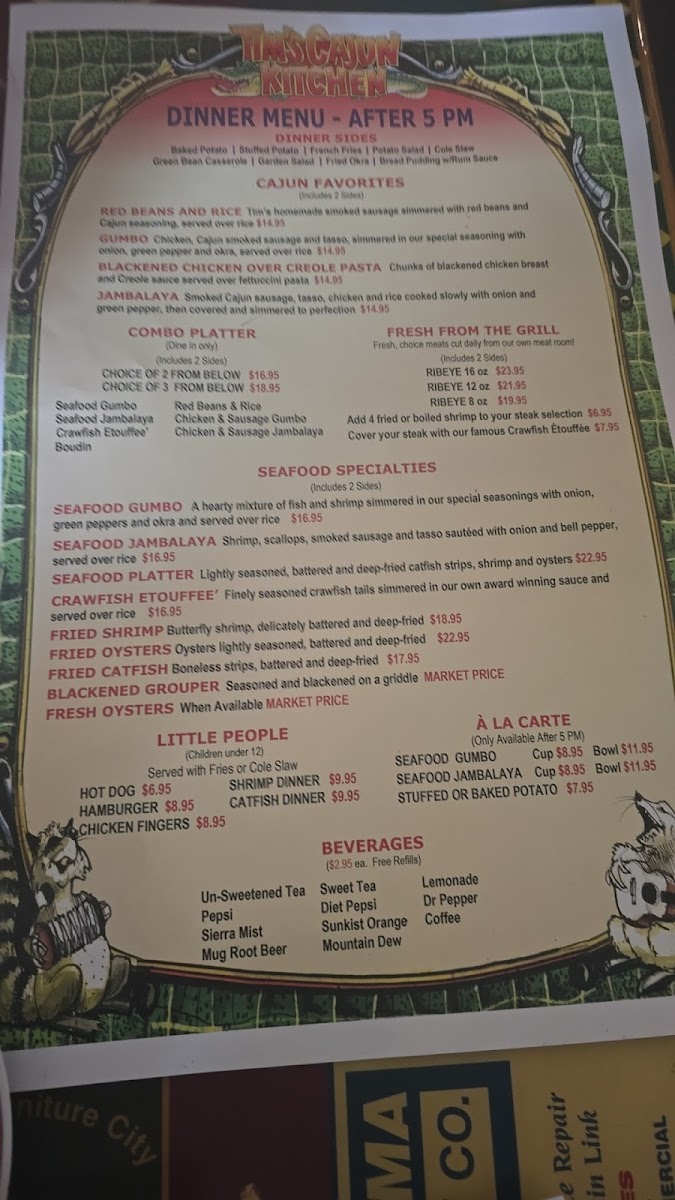 TIM'S CAJUN
KITCHEN
DINNER MENU - AFTER 5 PM
DINNER SIDES
Baked Potato | Stuffed Potato | French Fries | Potato Salad | Cole Slaw
Green Bean Casserole | Garden Salad | Fried Okra | Bread Pudding w/Rum Sauce
CAJUN FAVORITES
(Includes 2 Sides)
RED BEANS AND RICE Tim's homemade smoked sausage simmered with red beans and
Cajun seasoning, served over rice $14.95
GUMBO Chicken, Cajun smoked sausage and tasso, simmered in our special seasoning with
onion, green pepper and okra, served over rice $14.95
BLACKENED CHICKEN OVER CREOLE PASTA Chunks of blackened chicken breast
and Creole sauce served over fettuccini pasta $14.95
JAMBALAYA Smoked Cajun sausage, tasso, chicken and rice cooked slowly with onion and
green pepper, then covered and simmered to perfection $14.95
COMBO PLATTER
(Dine in only)
(Includes 2 Sides)
CHOICE OF 2 FROM BELOW $16.95
CHOICE OF 3 FROM BELOW $18.95
Seafood Gumbo Red Beans & Rice
Seafood Jambalaya Chicken & Sausage Gumbo
Crawfish Etouffee' Chicken & Sausage Jambalaya
Boudin
FRESH FROM THE GRILL
Fresh, choice meats cut daily from our own meat room!
(Includes 2 Sides)
RIBEYE 16 oz $23.95
RIBEYE 12 oz $21.95
RIBEYE 8 oz $19.95
Add 4 fried or boiled shrimp to your steak selection $6.95
Cover your steak with our famous Crawfish Étouffée $7.95
SEAFOOD SPECIALTIES
(Includes 2 Sides)
SEAFOOD GUMBO A hearty mixture of fish and shrimp simmered in our special seasonings with onion,
green peppers and okra and served over rice $16.95
SEAFOOD JAMBALAYA Shrimp, scallops, smoked sausage and tasso sautéed with onion and bell pepper,
served over rice $16.95
SEAFOOD PLATTER Lightly seasoned, battered and deep-fried catfish strips, shrimp and oysters $22.95
CRAWFISH ETOUFFEE' Finely seasoned crawfish tails simmered in our own award winning sauce and
served over rice $16.95
FRIED SHRIMP Butterfly shrimp, delicately battered and deep-fried $18.95
FRIED OYSTERS Oysters lightly seasoned, battered and deep-fried $22.95
FRIED CATFISH Boneless strips, battered and deep-fried $17.95
BLACKENED GROUPER Seasoned and blackened on a griddle MARKET PRICE
FRESH OYSTERS When Available MARKET PRICE
LITTLE PEOPLE
(Children under 12)
Served with Fries or Cole Slaw
HOT DOG $6.95 SHRIMP DINNER $9.95
HAMBURGER $8.95 CATFISH DINNER $9.95
CHICKEN FINGERS $8.95
À LA CARTE
(Only Available After 5 PM)
SEAFOOD GUMBO Cup $8.95 Bowl $11.95
SEAFOOD JAMBALAYA Cup $8.95 Bowl $11.95
STUFFED OR BAKED POTATO $7.95
BEVERAGES
($2.95 ea. Free Refills)
Un-Sweetened Tea Sweet Tea Lemonade
Pepsi Diet Pepsi Dr Pepper
Sierra Mist Sunkist Orange Coffee
Mug Root Beer Mountain Dew
niture City
MA
CO.
e Repair
in Link
ES
ERCIAL